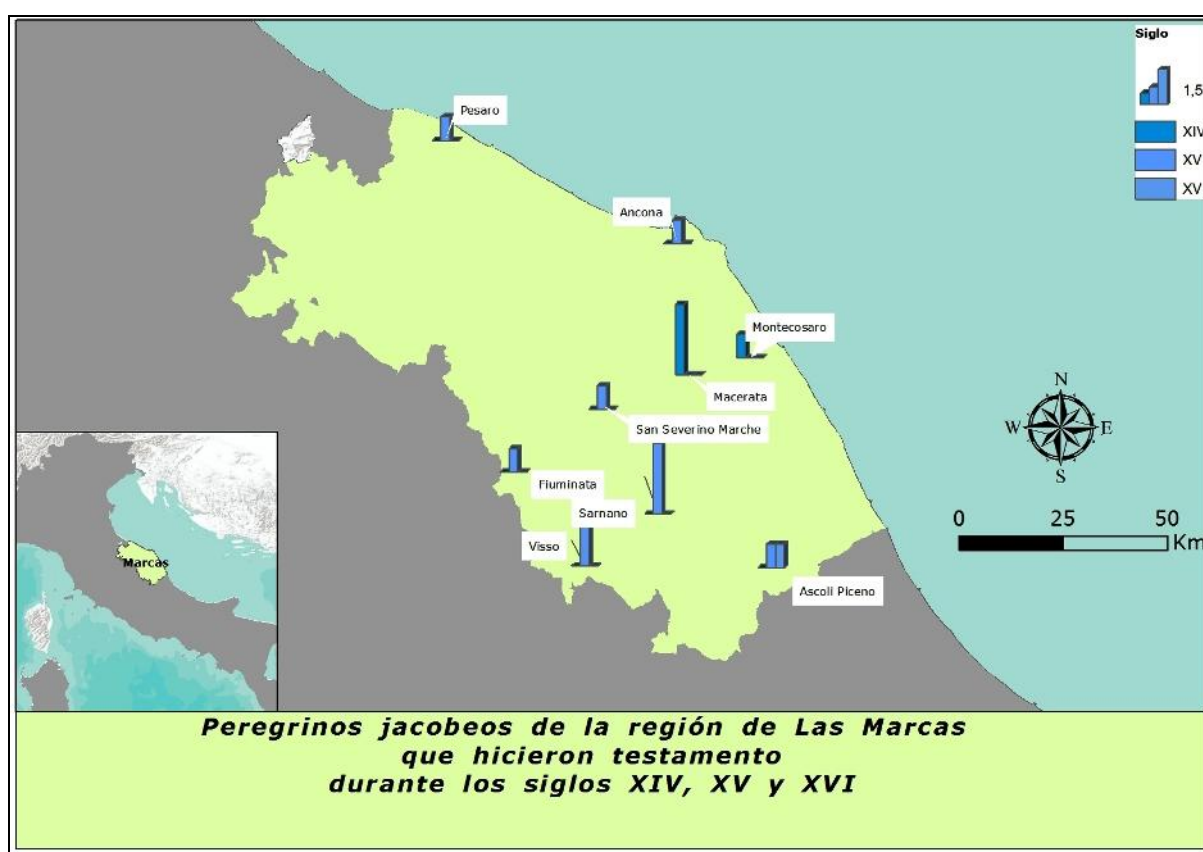 Siglo
1,5
XIV
XV
XV
Pesaro
Ancona
Montecosaro
Macerata
San Severino Marche
Fiuminata
Sarnano
Visso
Ascoli Piceno
N
W
E
S
0 25 50
Km
Marcas
Peregrinos jacobeos de la región de Las Marcas
que hicieron testamento
durante los siglos XIV, XV y XVI